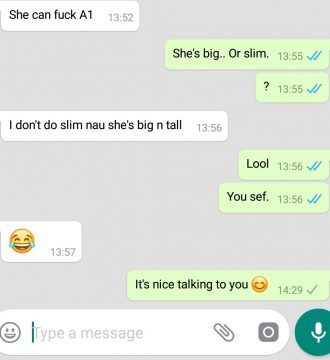 She can fuck A1
13:52
She's big.. Or slim.
13:55
?
13:55
I don't do slim nau she's big n tall
13:56
Lool
13:56
You sef.
13:56
😂
13:57
It's nice talking to you 😊
14:29
Type a message